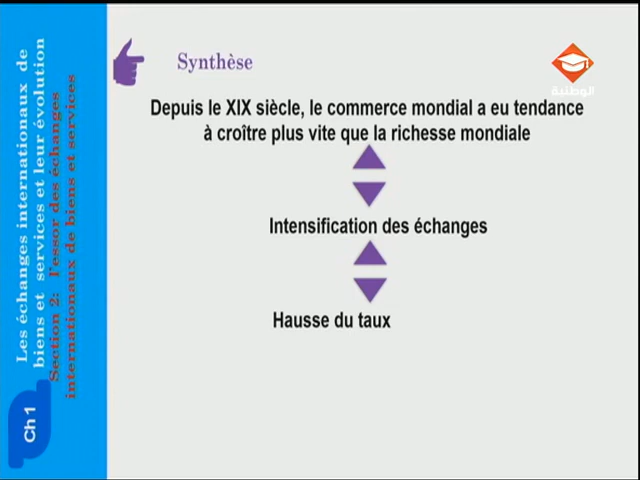 Les échanges internationaux de
biens et services et leur évolution
Section 2: l'essor des échanges
internationaux de biens et services
Ch 1
Synthèse
الوطنية
Depuis le XIX siècle, le commerce mondial a eu tendance
à croître plus vite que la richesse mondiale
Intensification des échanges
Hausse du taux